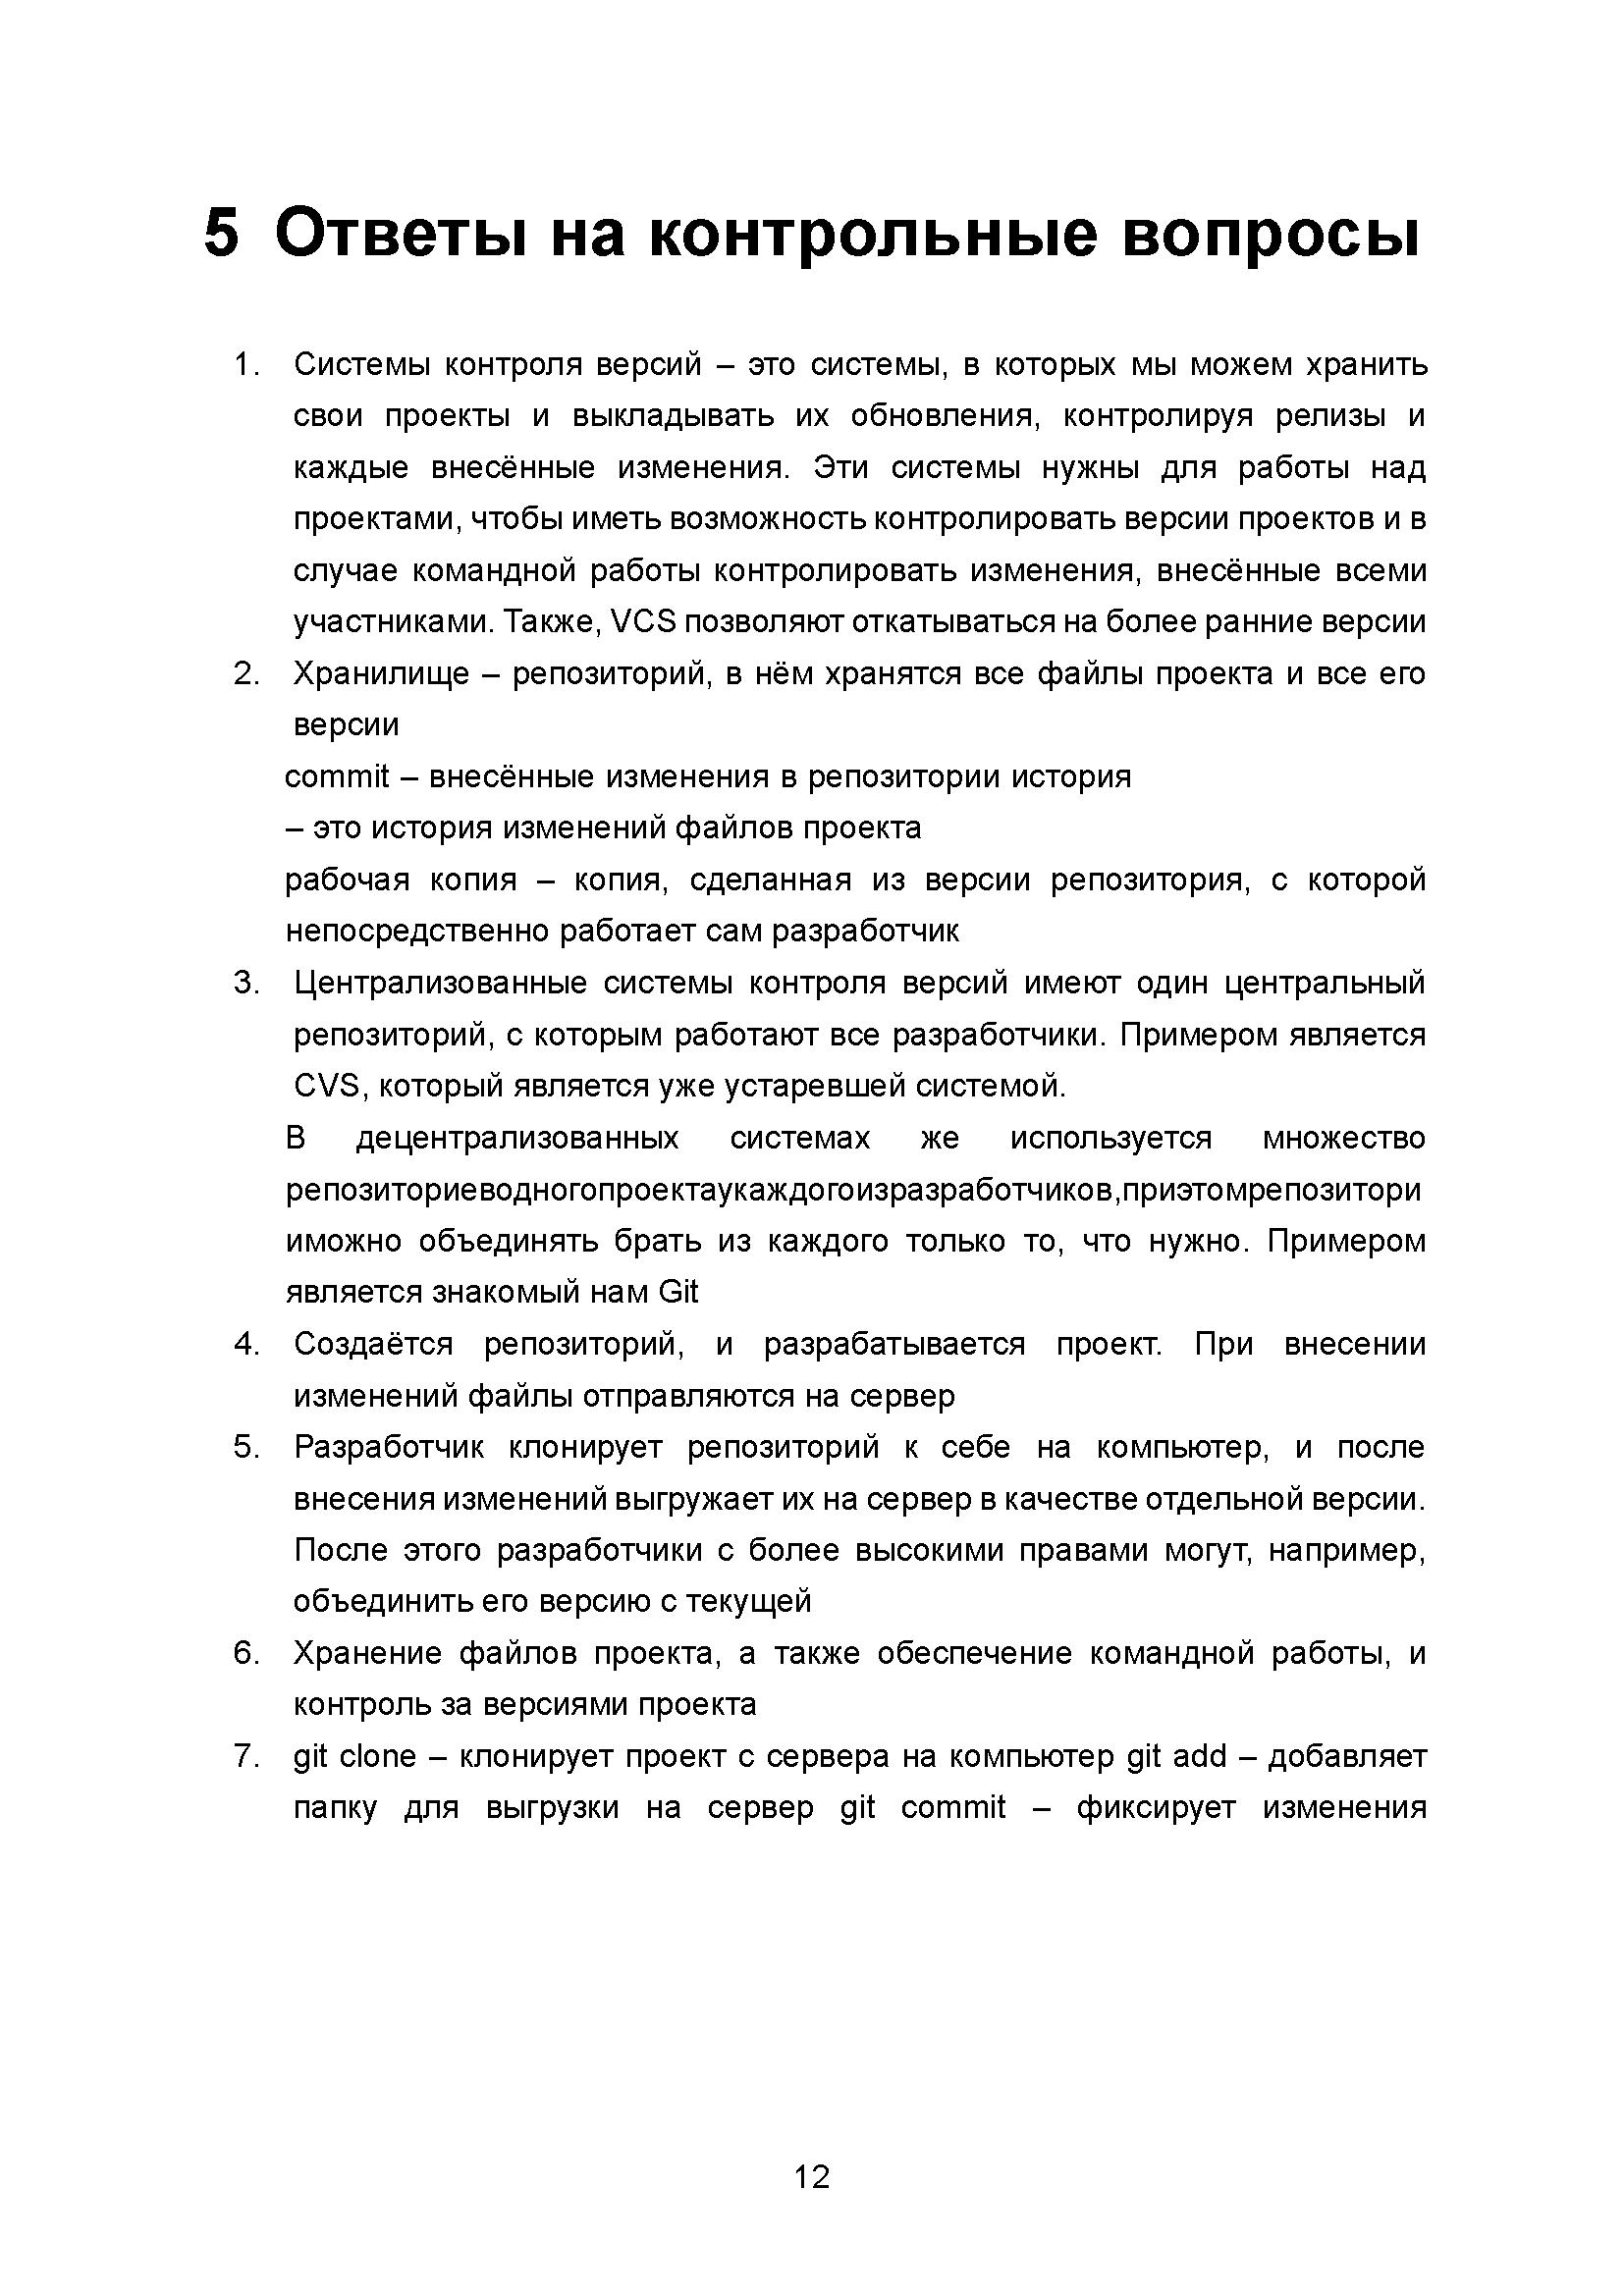 5 Ответы на контрольные вопросы
1. Системы контроля версий – это системы, в которых мы можем хранить
свои проекты и выкладывать их обновления, контролируя релизы и
каждые внесённые изменения. Эти системы нужны для работы над
проектами, чтобы иметь возможность контролировать версии проектов и в
случае командной работы контролировать изменения, внесённые всеми
участниками. Также, VCS позволяют откатываться на более ранние версии
2. Хранилище – репозиторий, в нём хранятся все файлы проекта и все его
версии
commit – внесённые изменения в репозитории история
– это история изменений файлов проекта
рабочая копия – копия, сделанная из версии репозитория, с которой
непосредственно работает сам разработчик
3. Централизованные системы контроля версий имеют один центральный
репозиторий, с которым работают все разработчики. Примером является
CVS, который является уже устаревшей системой.
В децентрализованных системах же используется множество
репозиториеводногопроектаукаждогоизразработчиков,приэтомрепозитори
иможно объединять брать из каждого только то, что нужно. Примером
является знакомый нам Git
4. Создаётся репозиторий, и разрабатывается проект. При внесении
изменений файлы отправляются на сервер
5. Разработчик клонирует репозиторий к себе на компьютер, и после
внесения изменений выгружает их на сервер в качестве отдельной версии.
После этого разработчики с более высокими правами могут, например,
объединить его версию с текущей
6. Хранение файлов проекта, а также обеспечение командной работы, и
контроль за версиями проекта
7. git clone – клонирует проект с сервера на компьютер git add – добавляет
папку для выгрузки на сервер git commit – фиксирует изменения
12